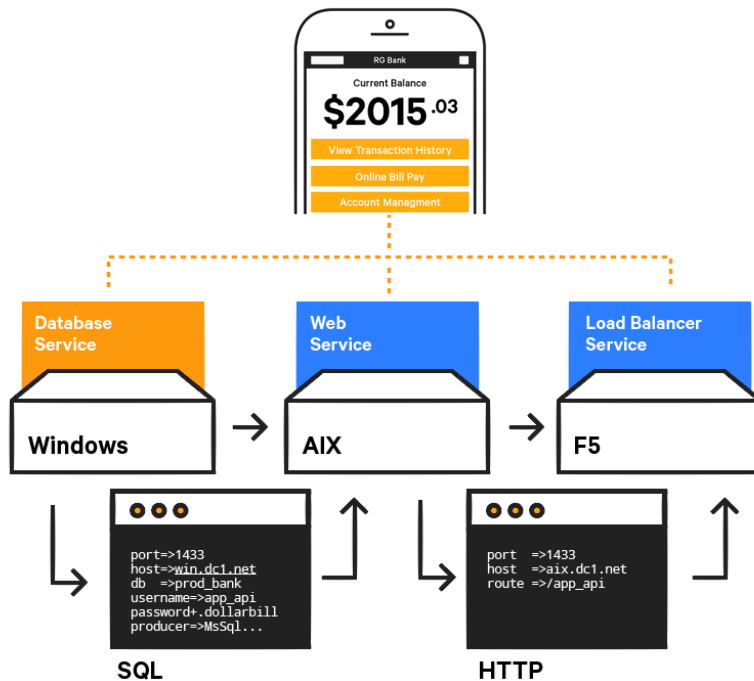 RG Bank
Current Balance
$2015.03
View Transaction History
Online Bill Pay
Account Managment
Database
Service
Web
Service
Load Balancer
Service
Windows
AIX
F5
port=>1433
host=>win.dc1.net
db  =>prod_bank
username=>app_api
password+.dollarbill
producer=>MsSql...
SQL
port  =>1433
host  =>aix.dc1.net
route =>/app_api
HTTP